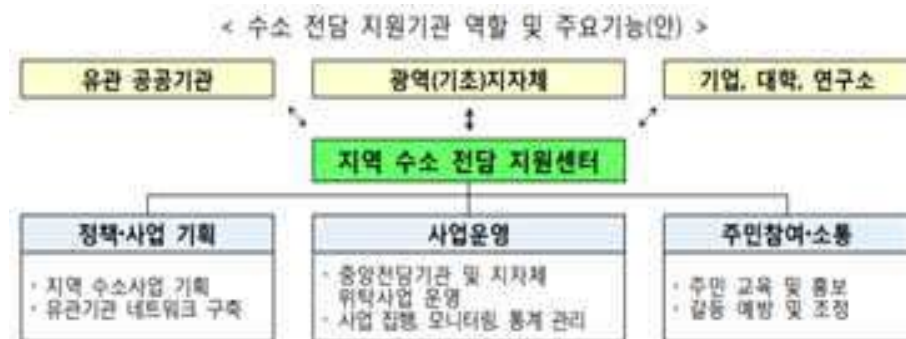 < 수소 전담 지원기관 역할 및 주요기능(안) >
유관 공공기관
광역(기초)지자체
기업, 대학, 연구소
지역 수소 전담 지원센터
정책·사업 기획
· 지역 수소사업 기획
· 유관기관 네트워크 구축
사업운영
· 중앙전담기관 및 지자체
위탁사업 운영
· 사업 집행, 모니터링, 통계 관리
주민참여·소통
· 주민 교육 및 홍보
· 갈등 예방 및 조정